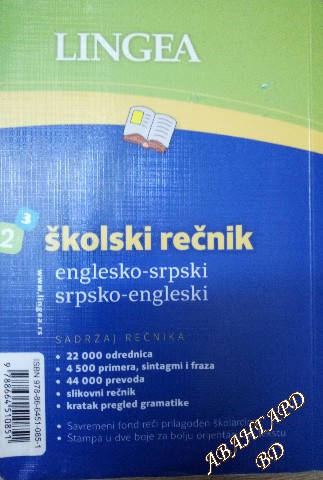 LINGEA
3
2
školski rečnik
englesko-srpski
srpsko-engleski
www.lingea.rs
SADRŽAJ REČNIKA
• 22 000 odrednica
• 4 500 primera, sintagmi i fraza
• 44 000 prevoda
• slikovni rečnik
• kratak pregled gramatike
• Savremeni fond reči prilagođen
• Štampa u dve boje za bolju
ISBN 978-86-6451-085-1
9788664510851
АВАНГАРД
BD